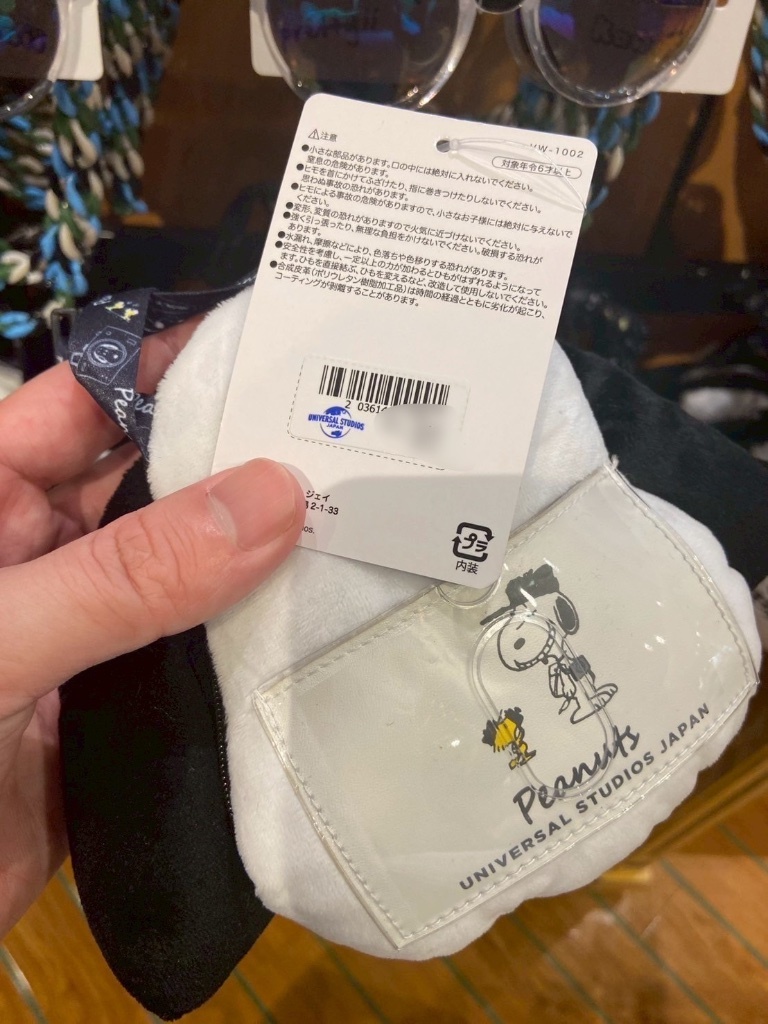 ⚠注意
VW-1002
対象年令6才以上
●小さな部品があります。口の中には絶対に入れないでください。
窒息の危険があります。
●ヒモを首にかけてふざけたり、指に巻きつけたりしないでください。
思わぬ事故の恐れがあります。
●ヒモによる事故の危険がありますので、小さなお子様には絶対に与えないで
ください。
●変形、変質の恐れがありますので火気に近づけないでください。
●強く引っ張ったり、無理な負担をかけないでください。破損する恐れが
あります。
●水濡れ、摩擦などにより、色落ちや色移りする恐れがあります。
●安全性を考慮し、一定以上の力が加わるとひもがはずれるようになって
ます。ひもを直接結ぶ、ひもを変えるなど、改造して使用しないでください。
●合成皮革(ポリウレタン樹脂加工品)は時間の経過とともに劣化が起こり、
コーティングが剥離することがあります。
2 0361
UNIVERSAL STUDIOS
JAPAN
ジェイ
2-1-33
os.
プラ
内装
Peanuts
UNIVERSAL STUDIOS JAPAN